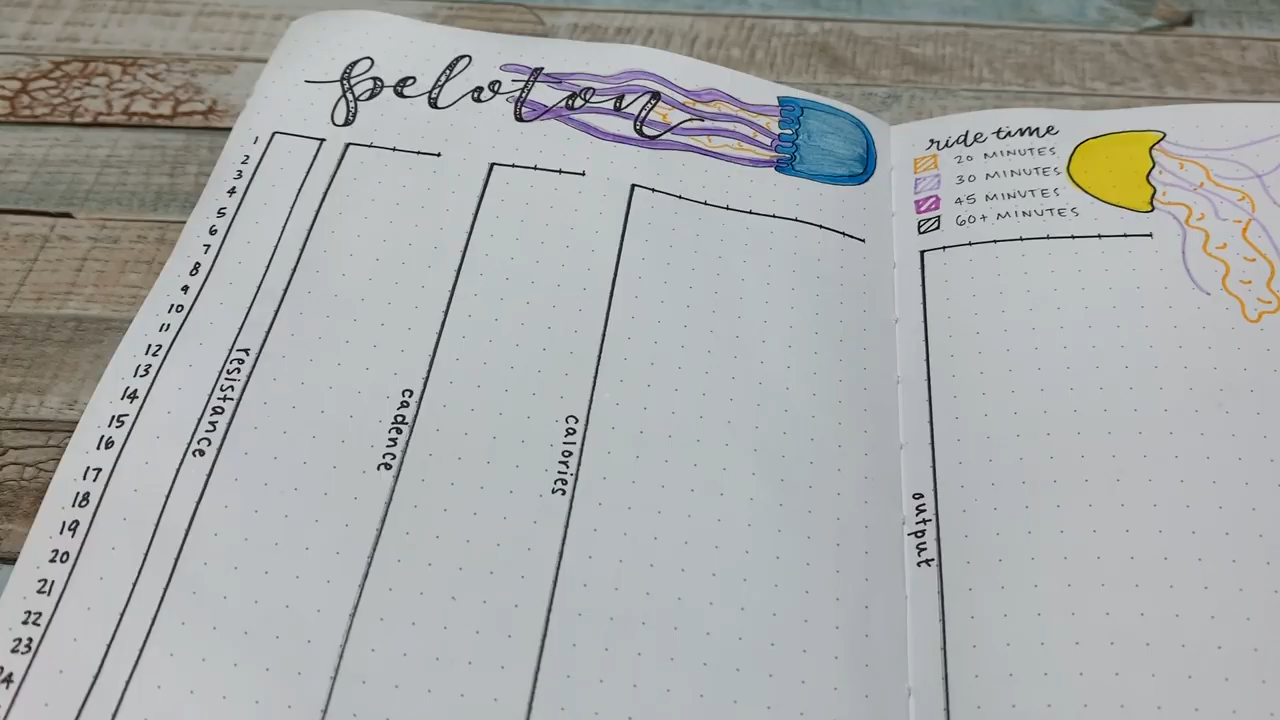 peloton
1
2
3
4
5
6
7
8
9
10
11
12
13
14
15
16
17
18
19
20
21
22
23
resistance
cadence
calories
ride time
20 MINUTES
30 MINUTES
45 MINUTES
60+ MINUTES
output